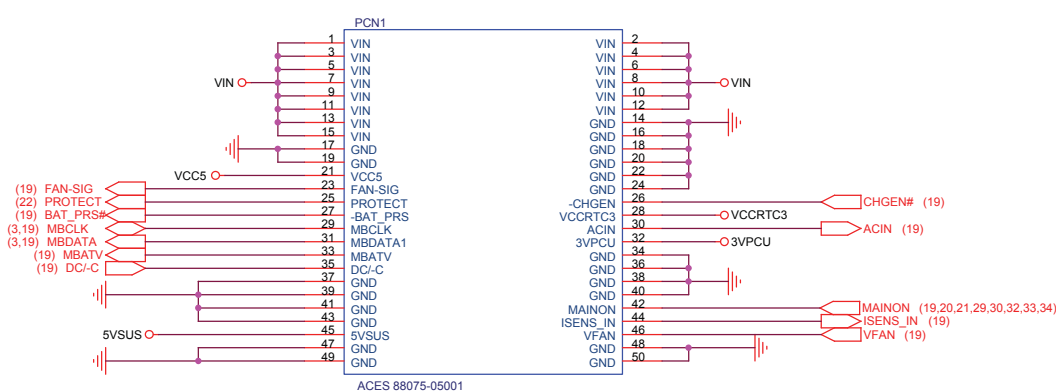 PCN1
1 VIN VIN 2
3 VIN VIN 4
5 VIN VIN 6
VIN 7 VIN VIN 8 VIN
9 VIN VIN 10
11 VIN VIN 12
13 VIN GND 14
15 VIN GND 16
17 GND GND 18
19 GND GND 20
VCC5 21 VCC5 GND 22
(19) FAN-SIG 23 FAN-SIG GND 24
(22) PROTECT 25 PROTECT -CHGEN 26 CHGEN# (19)
(19) BAT_PRS# 27 -BAT_PRS VCCRTC3 28 VCCRTC3
(3,19) MBCLK 29 MBCLK ACIN 30 ACIN (19)
(3,19) MBDATA 31 MBDATA1 3VPCU 32 3VPCU
(19) MBATV 33 MBATV GND 34
(19) DC/-C 35 DC/-C GND 36
37 GND GND 38
39 GND GND 40
41 GND MAINON 42 MAINON (19,20,21,29,30,32,33,34)
43 GND ISENS_IN 44 ISENS_IN (19)
5VSUS 45 5VSUS VFAN 46 VFAN (19)
47 GND GND 48
49 GND GND 50
ACES 88075-05001